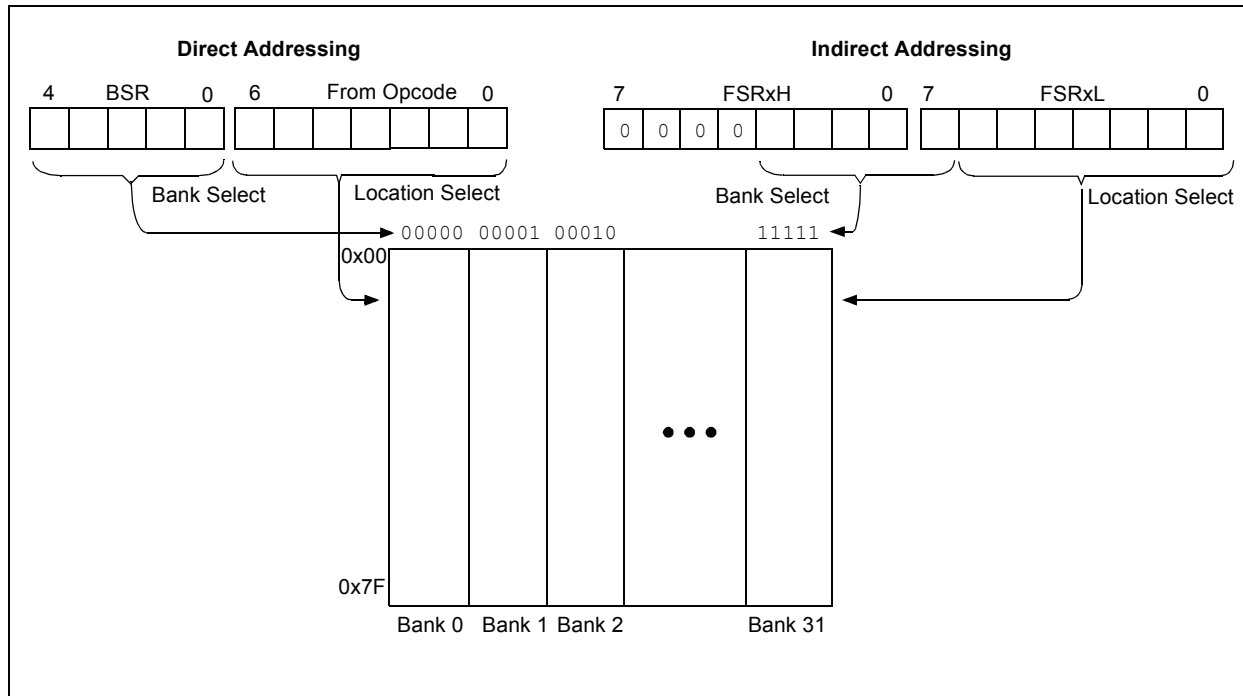 Direct Addressing
Indirect Addressing
4 BSR 0 6 From Opcode 0
7 FSRxH 0 7 FSRxL 0
0 0 0 0
Bank Select
Location Select
Bank Select
Location Select
00000 00001 00010 11111
0x00
0x7F
Bank 0 Bank 1 Bank 2 Bank 31